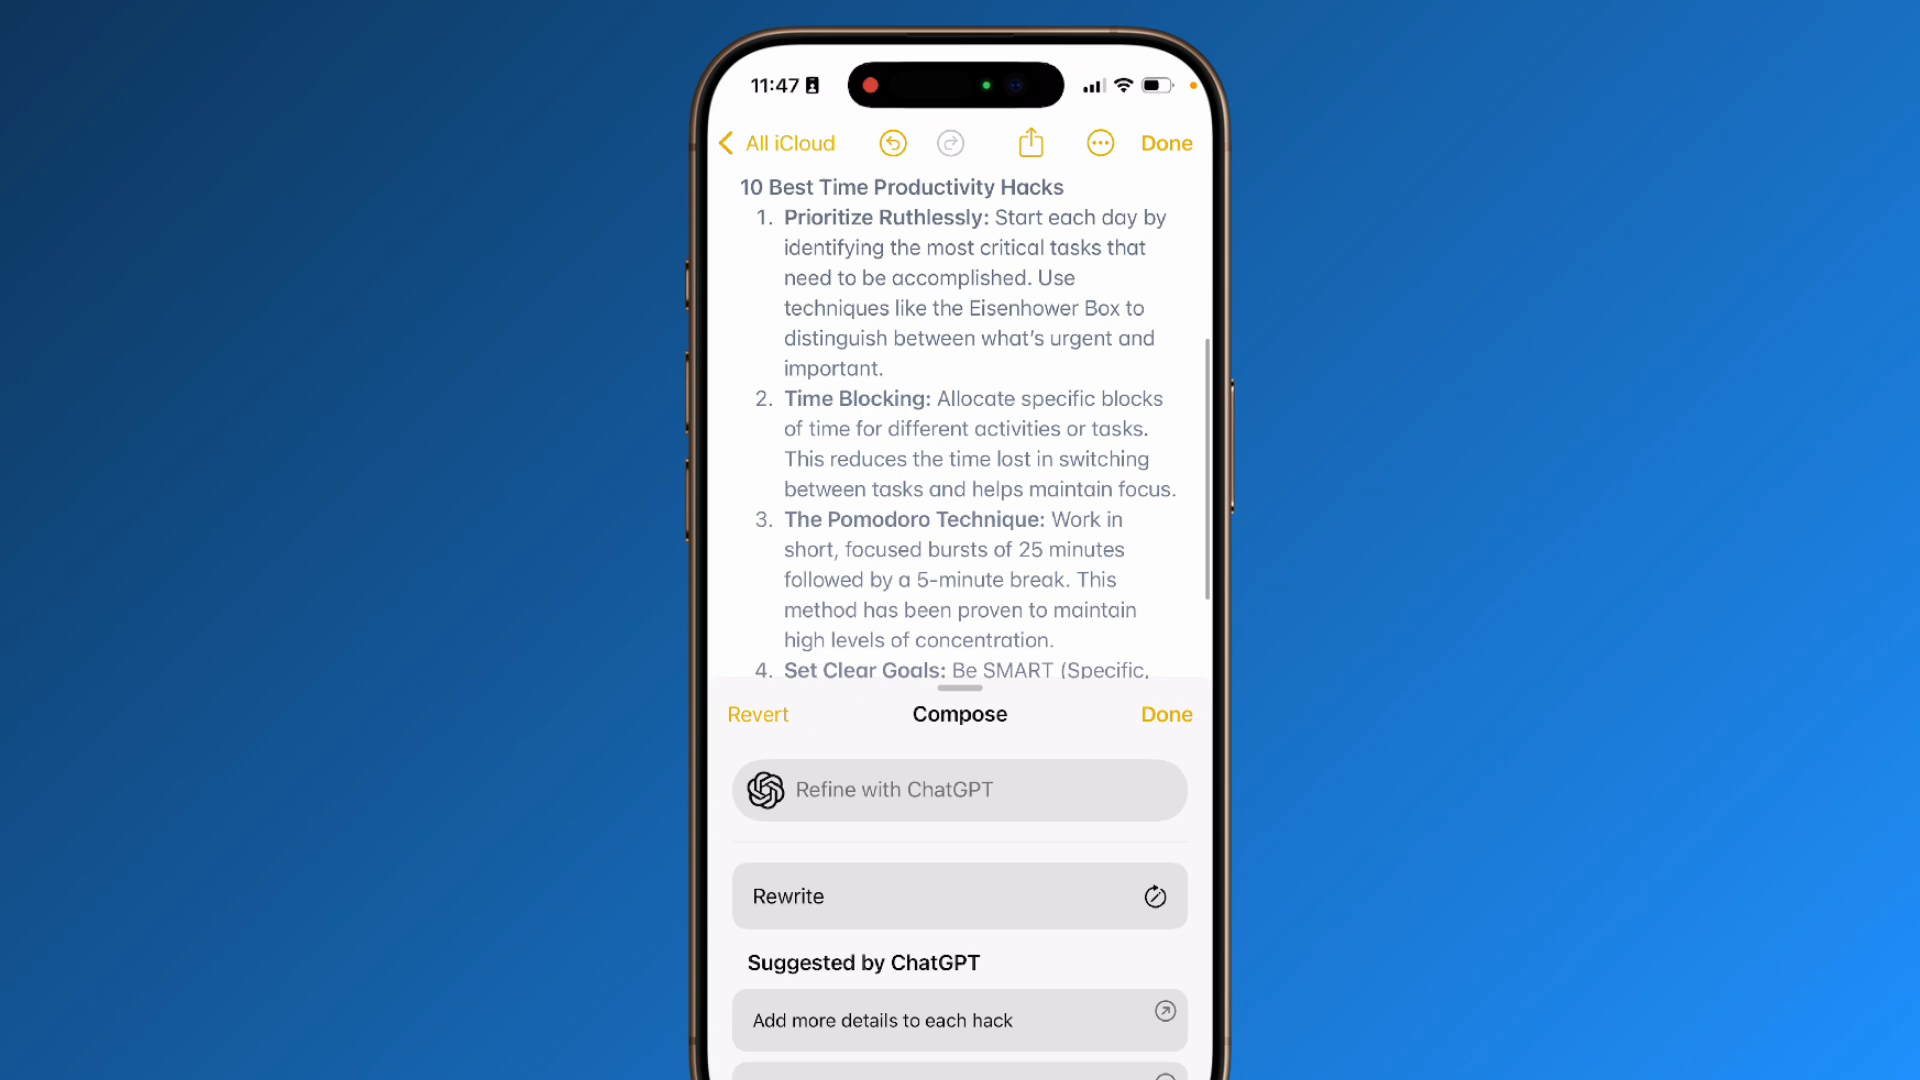 11:47
All iCloud
Done
10 Best Time Productivity Hacks
1. Prioritize Ruthlessly: Start each day by
identifying the most critical tasks that
need to be accomplished. Use
techniques like the Eisenhower Box to
distinguish between what's urgent and
important.
2. Time Blocking: Allocate specific blocks
of time for different activities or tasks.
This reduces the time lost in switching
between tasks and helps maintain focus.
3. The Pomodoro Technique: Work in
short, focused bursts of 25 minutes
followed by a 5-minute break. This
method has been proven to maintain
high levels of concentration.
4. Set Clear Goals: Be SMART (Specific,
Revert
Compose
Done
Refine with ChatGPT
Rewrite
Suggested by ChatGPT
Add more details to each hack